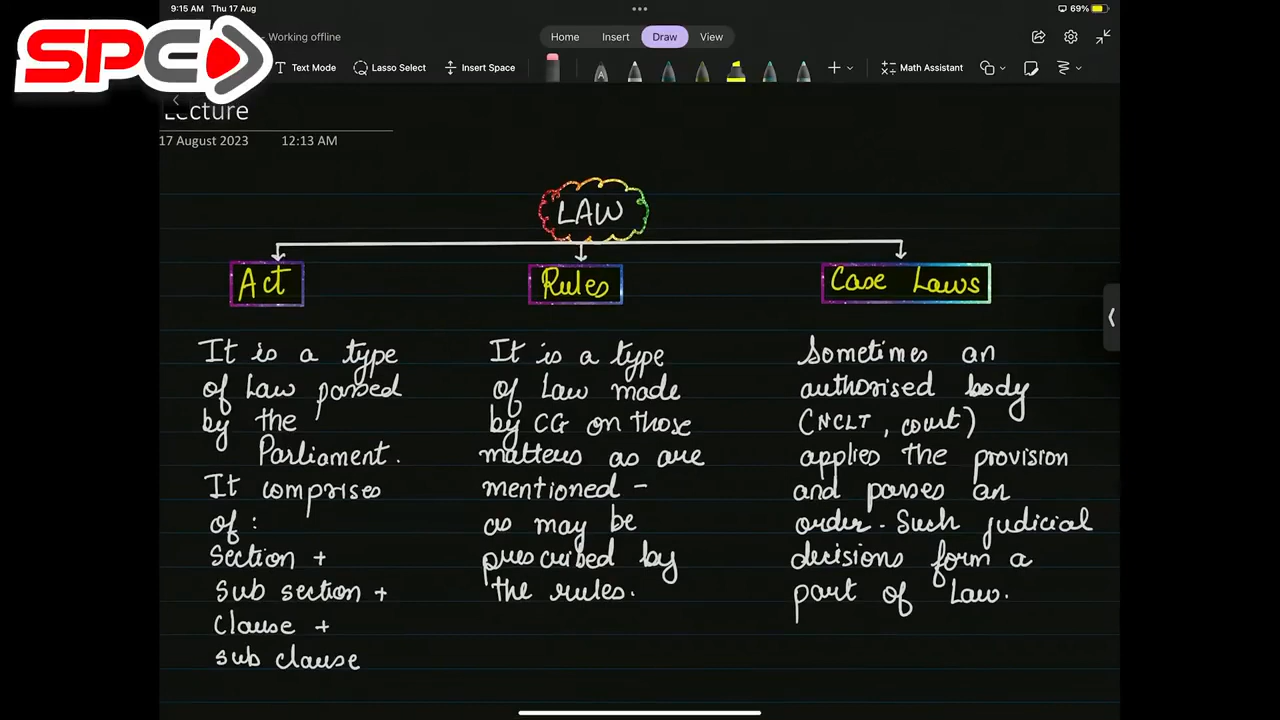 9:15 AM Thu 17 Aug
69%
SPC
Working offline
Home Insert Draw View
Text Mode Lasso Select Insert Space
Math Assistant
Lecture
17 August 2023 12:13 AM
LAW
Act
Rules
Case Laws
It is a type
of Law passed
by the
Parliament.
It comprises
of:
Section +
Sub section +
Clause +
sub clause
It is a type
of Law made
by CG on those
matters as are
mentioned -
as may be
prescribed by
the rules.
Sometimes an
authorised body
(NCLT, court)
applies the provision
and passes an
order. Such judicial
decisions form a
part of Law.